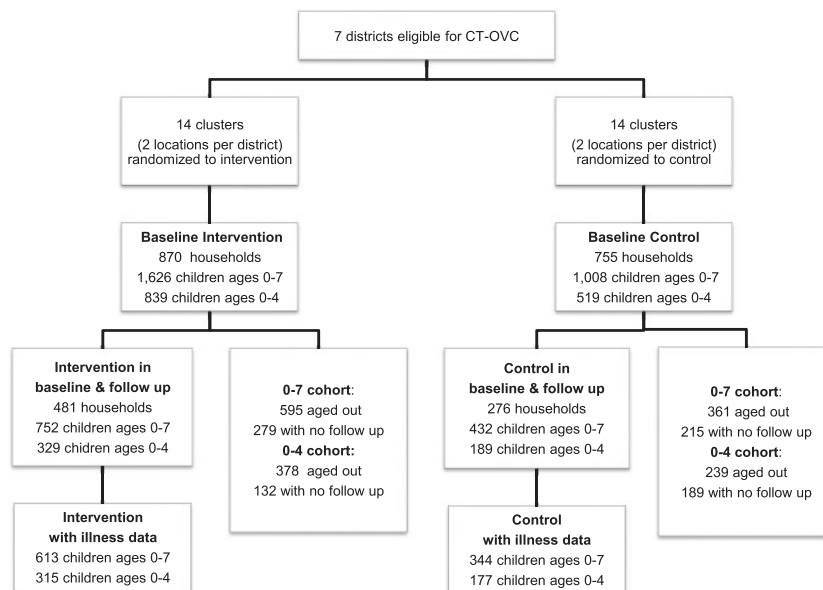 7 districts eligible for CT-OVC
14 clusters
(2 locations per district)
randomized to intervention
14 clusters
(2 locations per district)
randomized to control
Baseline Intervention
870 households
1,626 children ages 0-7
839 children ages 0-4
Baseline Control
755 households
1,008 children ages 0-7
519 children ages 0-4
Intervention in
baseline & follow up
481 households
752 children ages 0-7
329 chidren ages 0-4
0-7 cohort:
595 aged out
279 with no follow up
0-4 cohort:
378 aged out
132 with no follow up
Control in
baseline & follow up
276 households
432 children ages 0-7
189 children ages 0-4
0-7 cohort:
361 aged out
215 with no follow up
0-4 cohort:
239 aged out
189 with no follow up
Intervention
with illness data
613 children ages 0-7
315 children ages 0-4
Control
with illness data
344 children ages 0-7
177 children ages 0-4